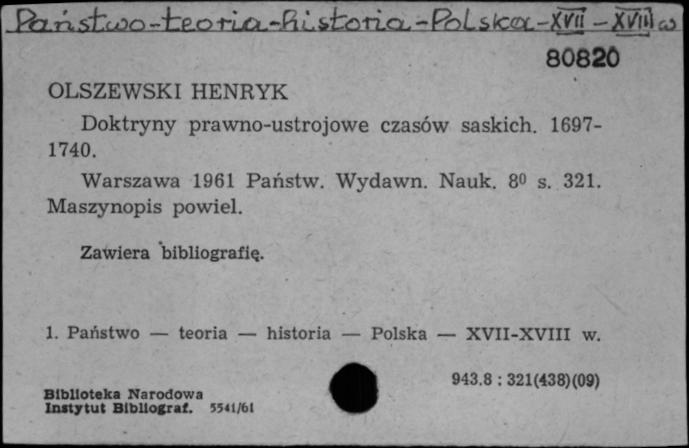 Państwo-teoria-historia-Polska-XVII-XVIII w
80820
OLSZEWSKI HENRYK
Doktryny prawno-ustrojowe czasów saskich. 1697-
1740.
Warszawa 1961 Państw. Wydawn. Nauk. 8⁰ s. 321.
Maszynopis powiel.
Zawiera bibliografię.
1. Państwo — teoria — historia — Polska — XVII-XVIII w.
943.8 : 321(438)(09)
Biblioteka Narodowa
Instytut Bibliograf. 5541/61